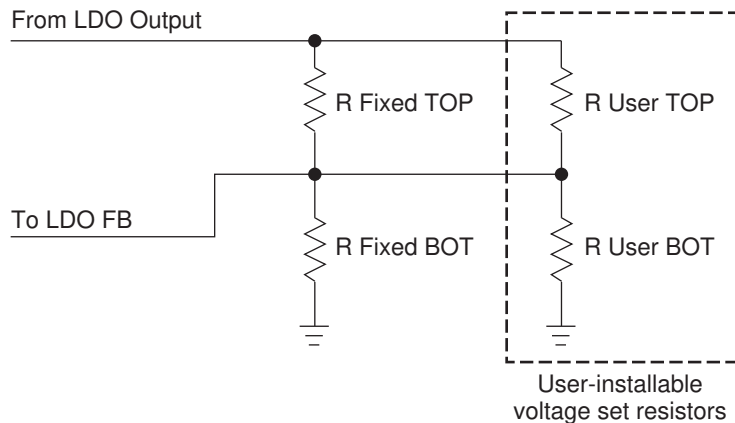 From LDO Output
R Fixed TOP
R User TOP
To LDO FB
R Fixed BOT
R User BOT
User-installable
voltage set resistors